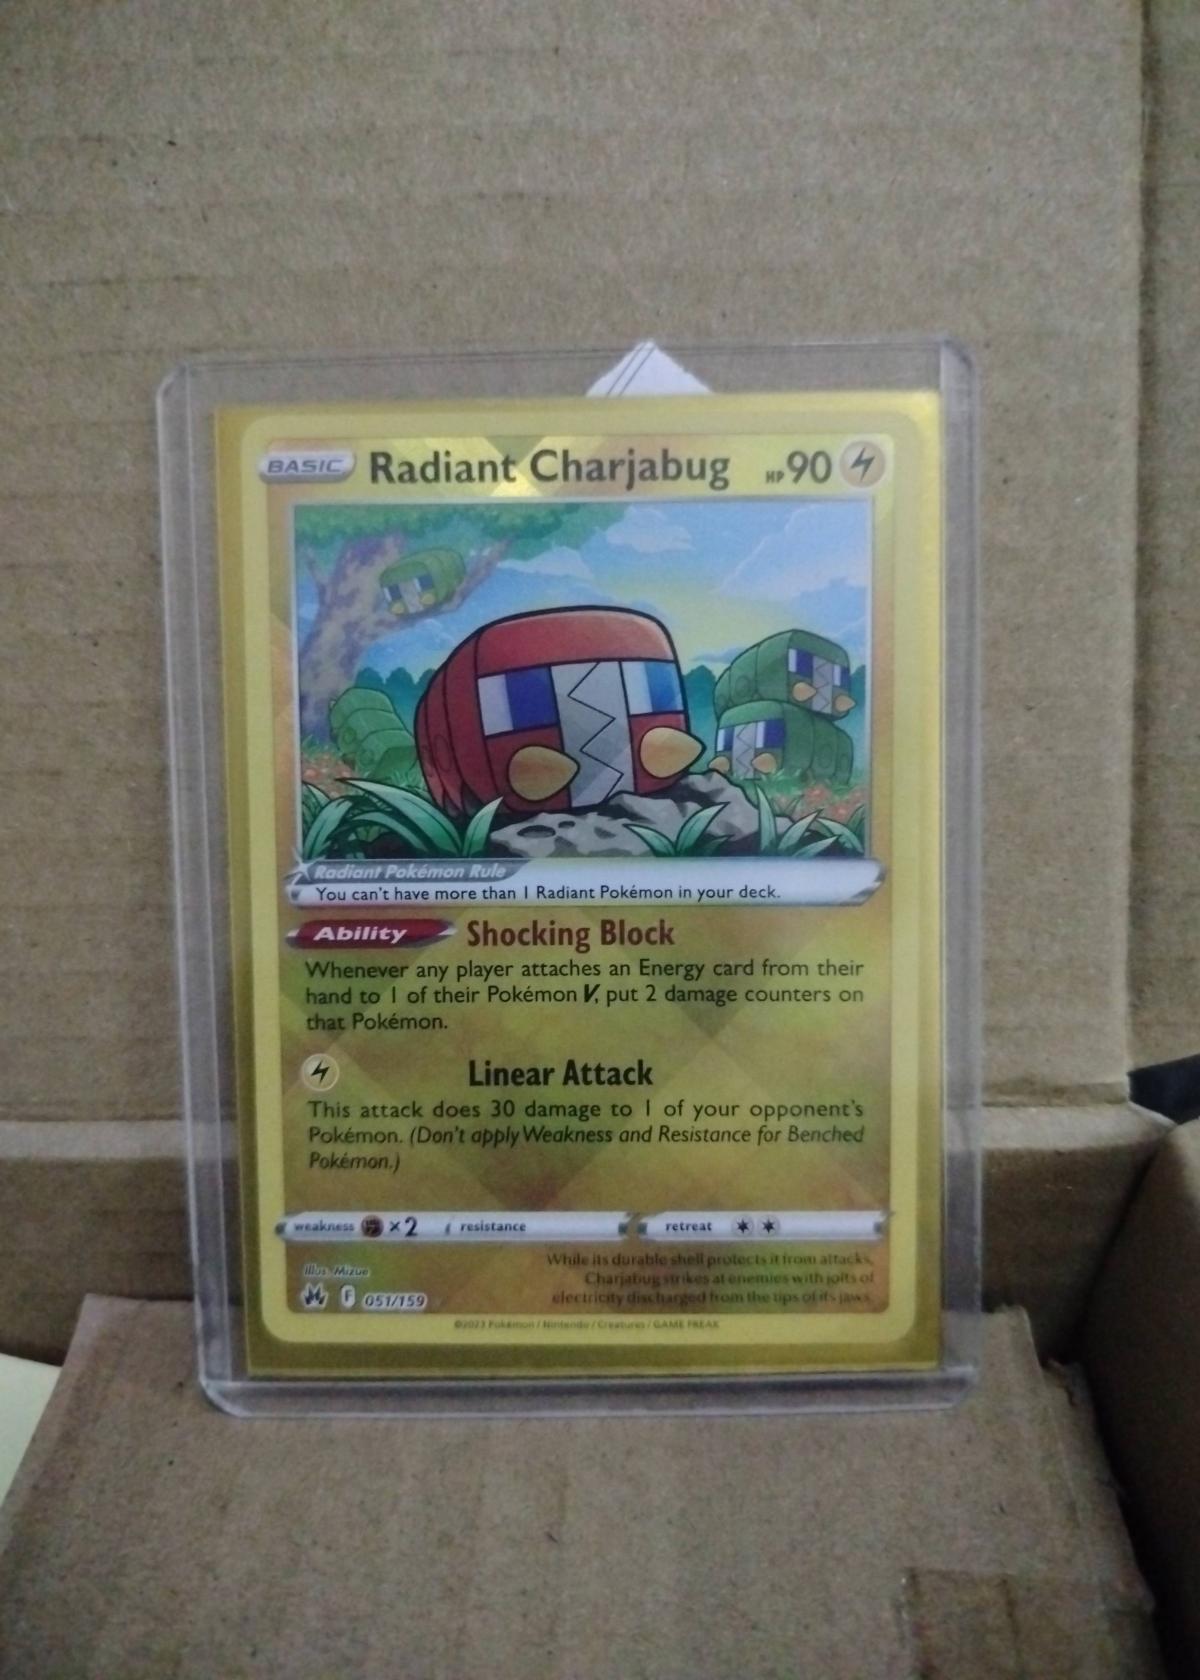 BASIC Radiant Charjabug HP 90
Radiant Pokémon Rule
You can't have more than 1 Radiant Pokémon in your deck.
Ability Shocking Block
Whenever any player attaches an Energy card from their
hand to 1 of their Pokémon V, put 2 damage counters on
that Pokémon.
Linear Attack
This attack does 30 damage to 1 of your opponent's
Pokémon. (Don't apply Weakness and Resistance for Benched
Pokémon.)
weakness ×2 resistance retreat
While its durable shell protects it from attacks,
Charjabug strikes at enemies with jolts of
electricity discharged from the tips of its jaws.
Illus. Mizue
F 051/159
©2023 Pokémon / Nintendo / Creatures / GAME FREAK